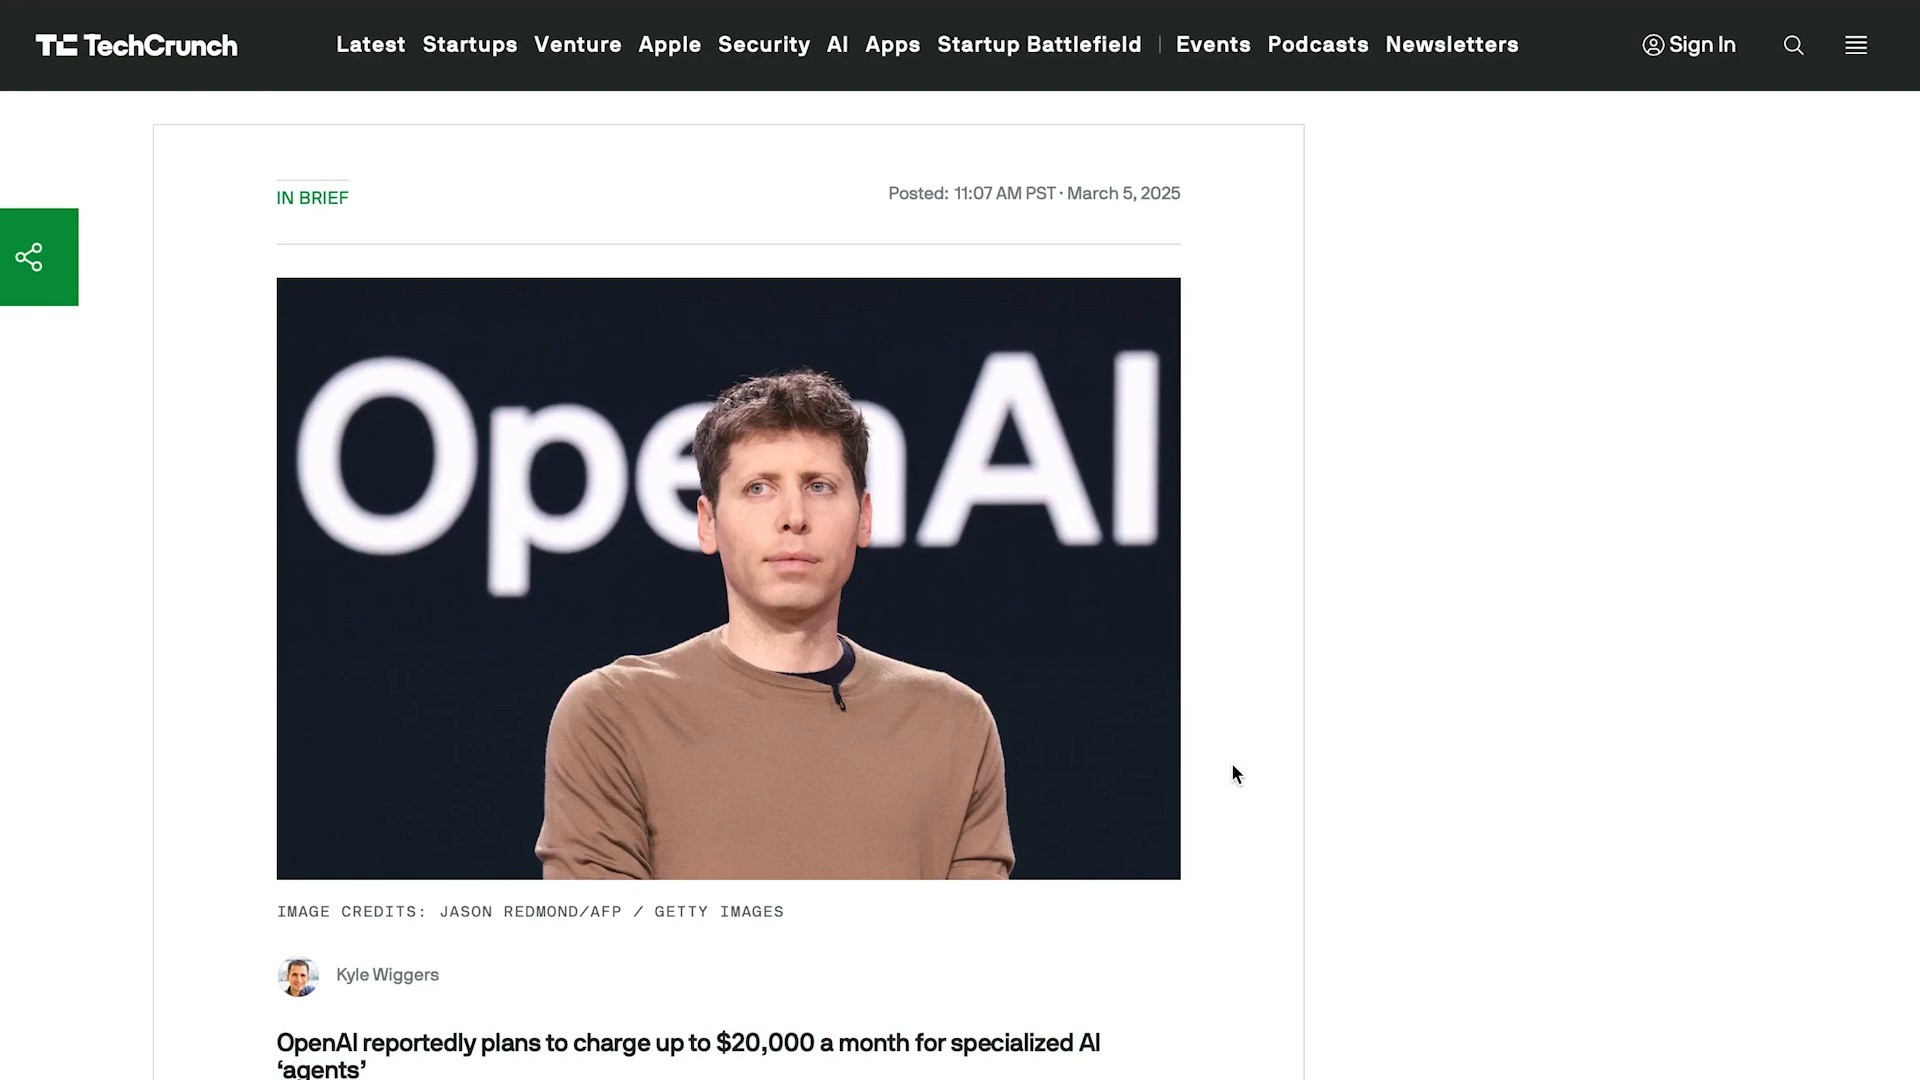 TechCrunch
Latest Startups Venture Apple Security AI Apps Startup Battlefield | Events Podcasts Newsletters
Sign In
IN BRIEF
Posted: 11:07 AM PST · March 5, 2025
OpenAI
IMAGE CREDITS: JASON REDMOND/AFP / GETTY IMAGES
Kyle Wiggers
OpenAI reportedly plans to charge up to $20,000 a month for specialized AI
‘agents’